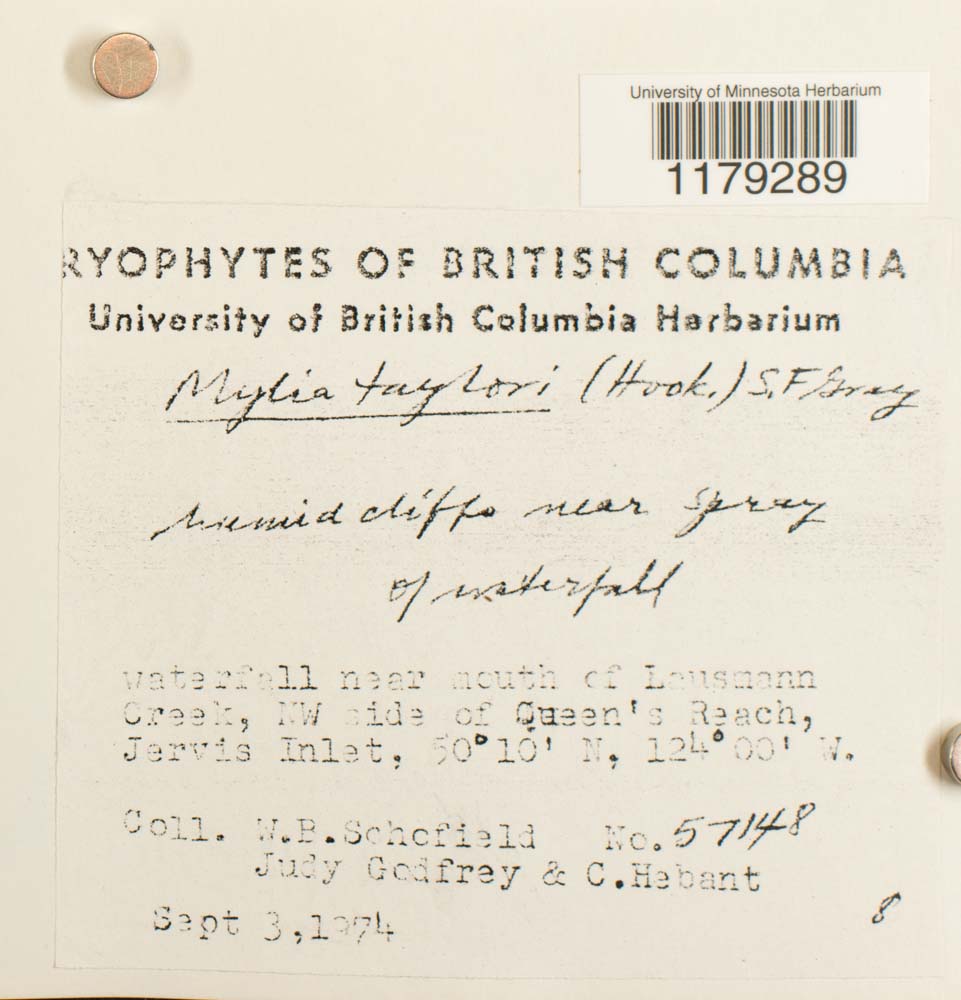 University of Minnesota Herbarium
1179289
RYOPHYTES OF BRITISH COLUMBIA
University of British Columbia Herbarium
Mylia taylori (Hook.) S.F Gray
humid cliffs near spray
of waterfall
waterfall near mouth of Lausmann
Creek, NW side of Queen's Reach,
Jervis Inlet, 50°10' N, 124°00' W.
Coll. W.B.Schofield No. 57148
Judy Godfrey & C.Hebant
Sept 3,1974
8